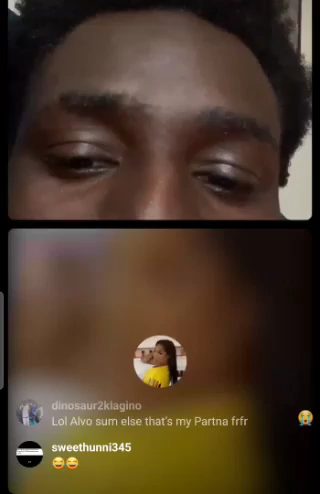 dinosaur2klagino
Lol Alvo sum else that's my Partna frfr 😭
sweethunni345
😂😂